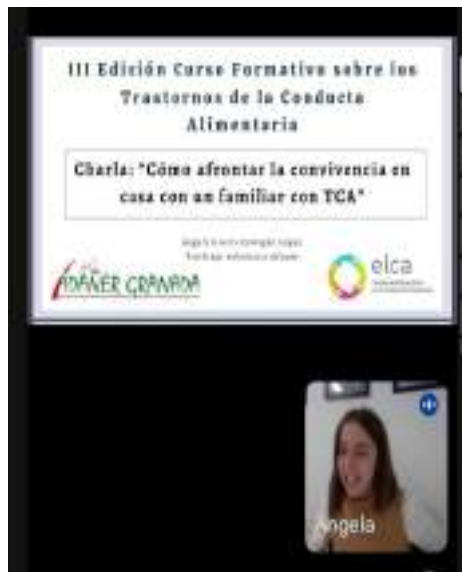 III Edición Curso Formativo sobre los
Trastornos de la Conducta
Alimentaria
Charla: "Cómo afrontar la convivencia en
casa con un familiar con TCA"
ADANER GRANADA
elca
Angela